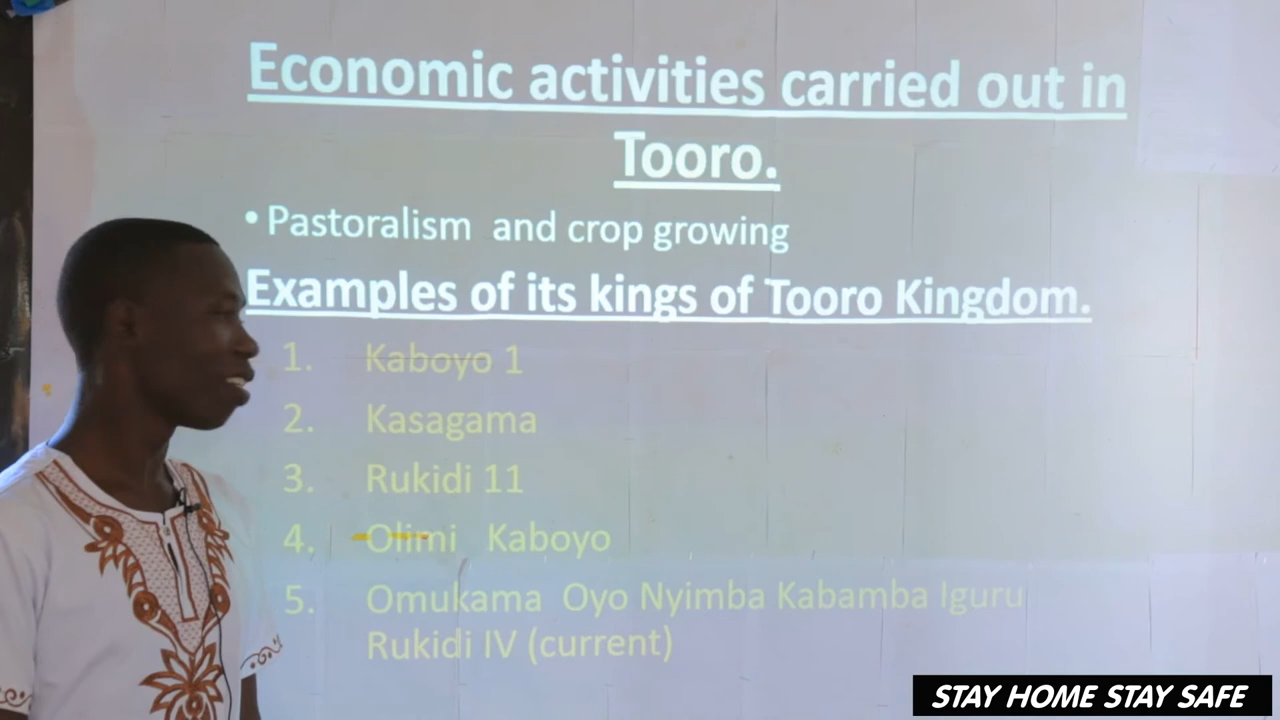 Economic activities carried out in
Tooro.
• Pastoralism and crop growing
Examples of its kings of Tooro Kingdom.
1. Kaboyo 1
2. Kasagama
3. Rukidi 11
4. Olimi Kaboyo
5. Omukama Oyo Nyimba Kabamba Iguru
Rukidi IV (current)
STAY HOME STAY SAFE